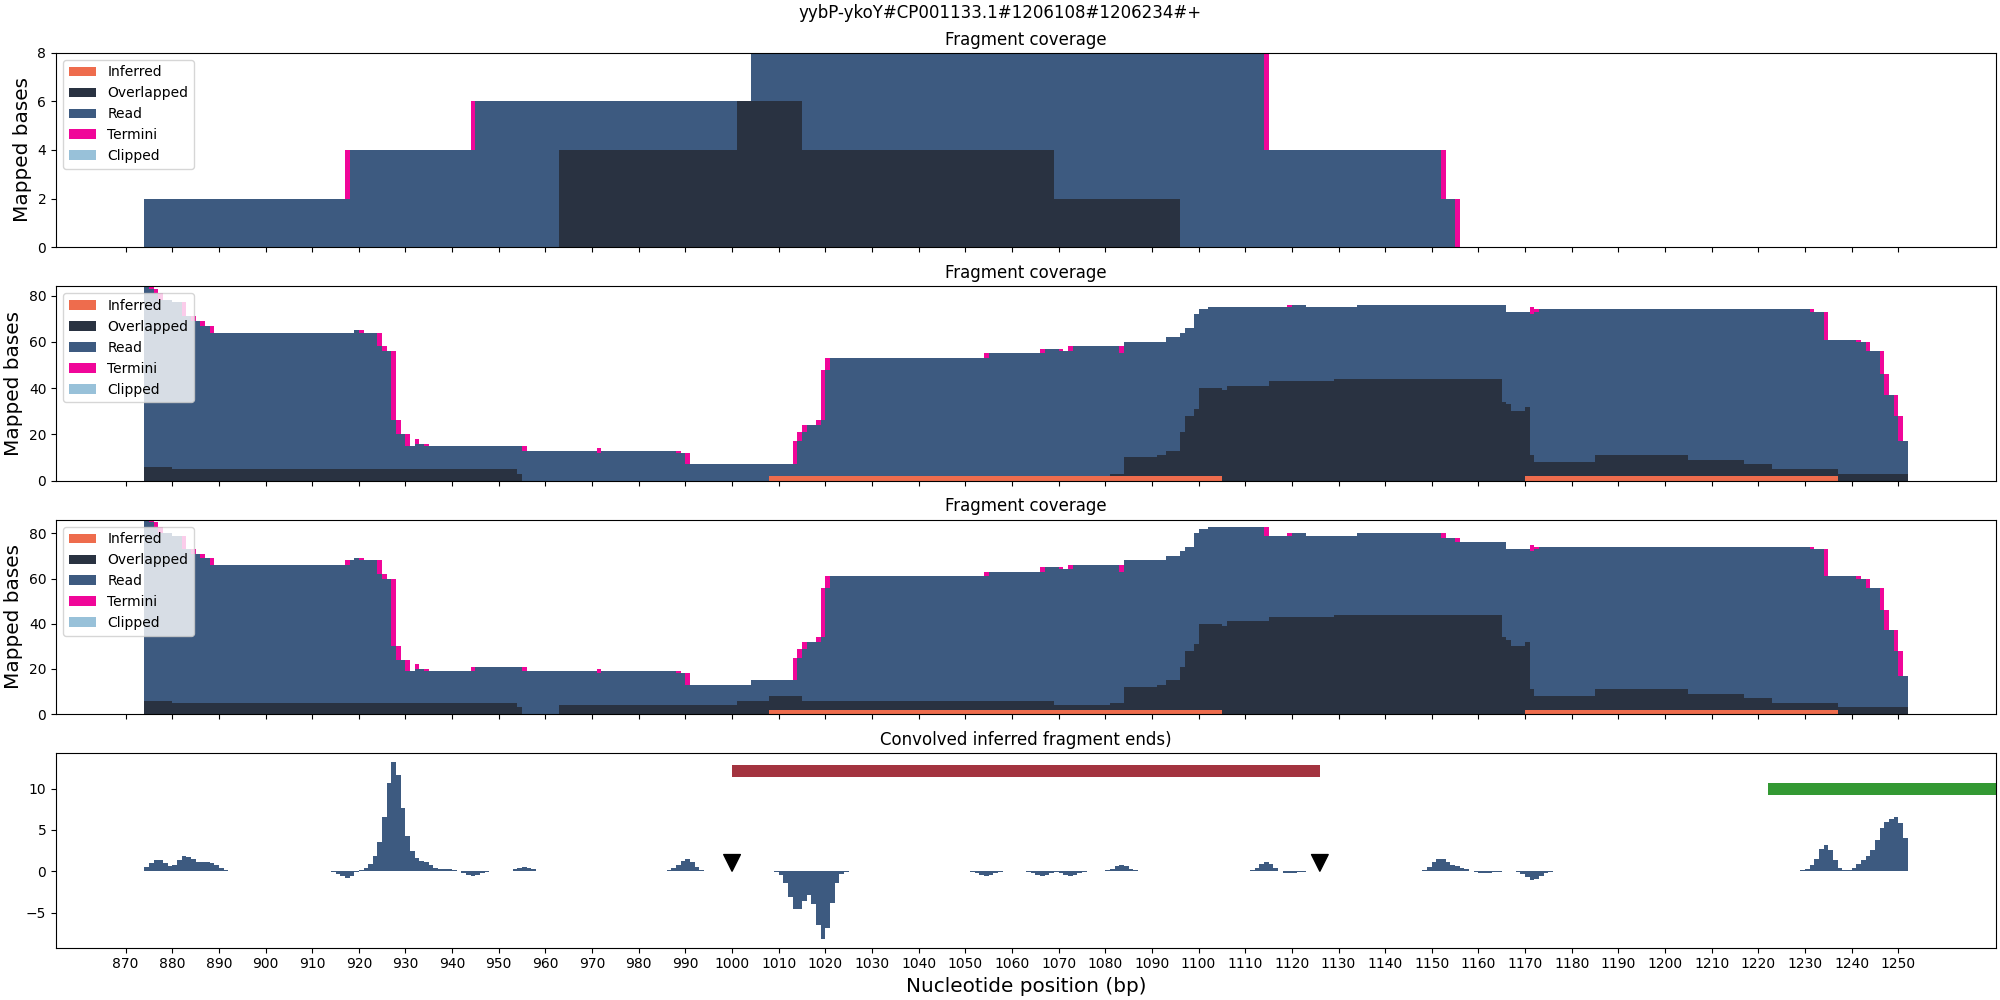 yybP-ykoY#CP001133.1#1206108#1206234#+
Fragment coverage
Mapped bases
8
6
4
2
0
Inferred
Overlapped
Read
Termini
Clipped
Fragment coverage
Mapped bases
80
60
40
20
0
Inferred
Overlapped
Read
Termini
Clipped
Fragment coverage
Mapped bases
80
60
40
20
0
Inferred
Overlapped
Read
Termini
Clipped
Convolved inferred fragment ends)
10
5
0
−5
870 880 890 900 910 920 930 940 950 960 970 980 990 1000 1010 1020 1030 1040 1050 1060 1070 1080 1090 1100 1110 1120 1130 1140 1150 1160 1170 1180 1190 1200 1210 1220 1230 1240 1250
Nucleotide position (bp)